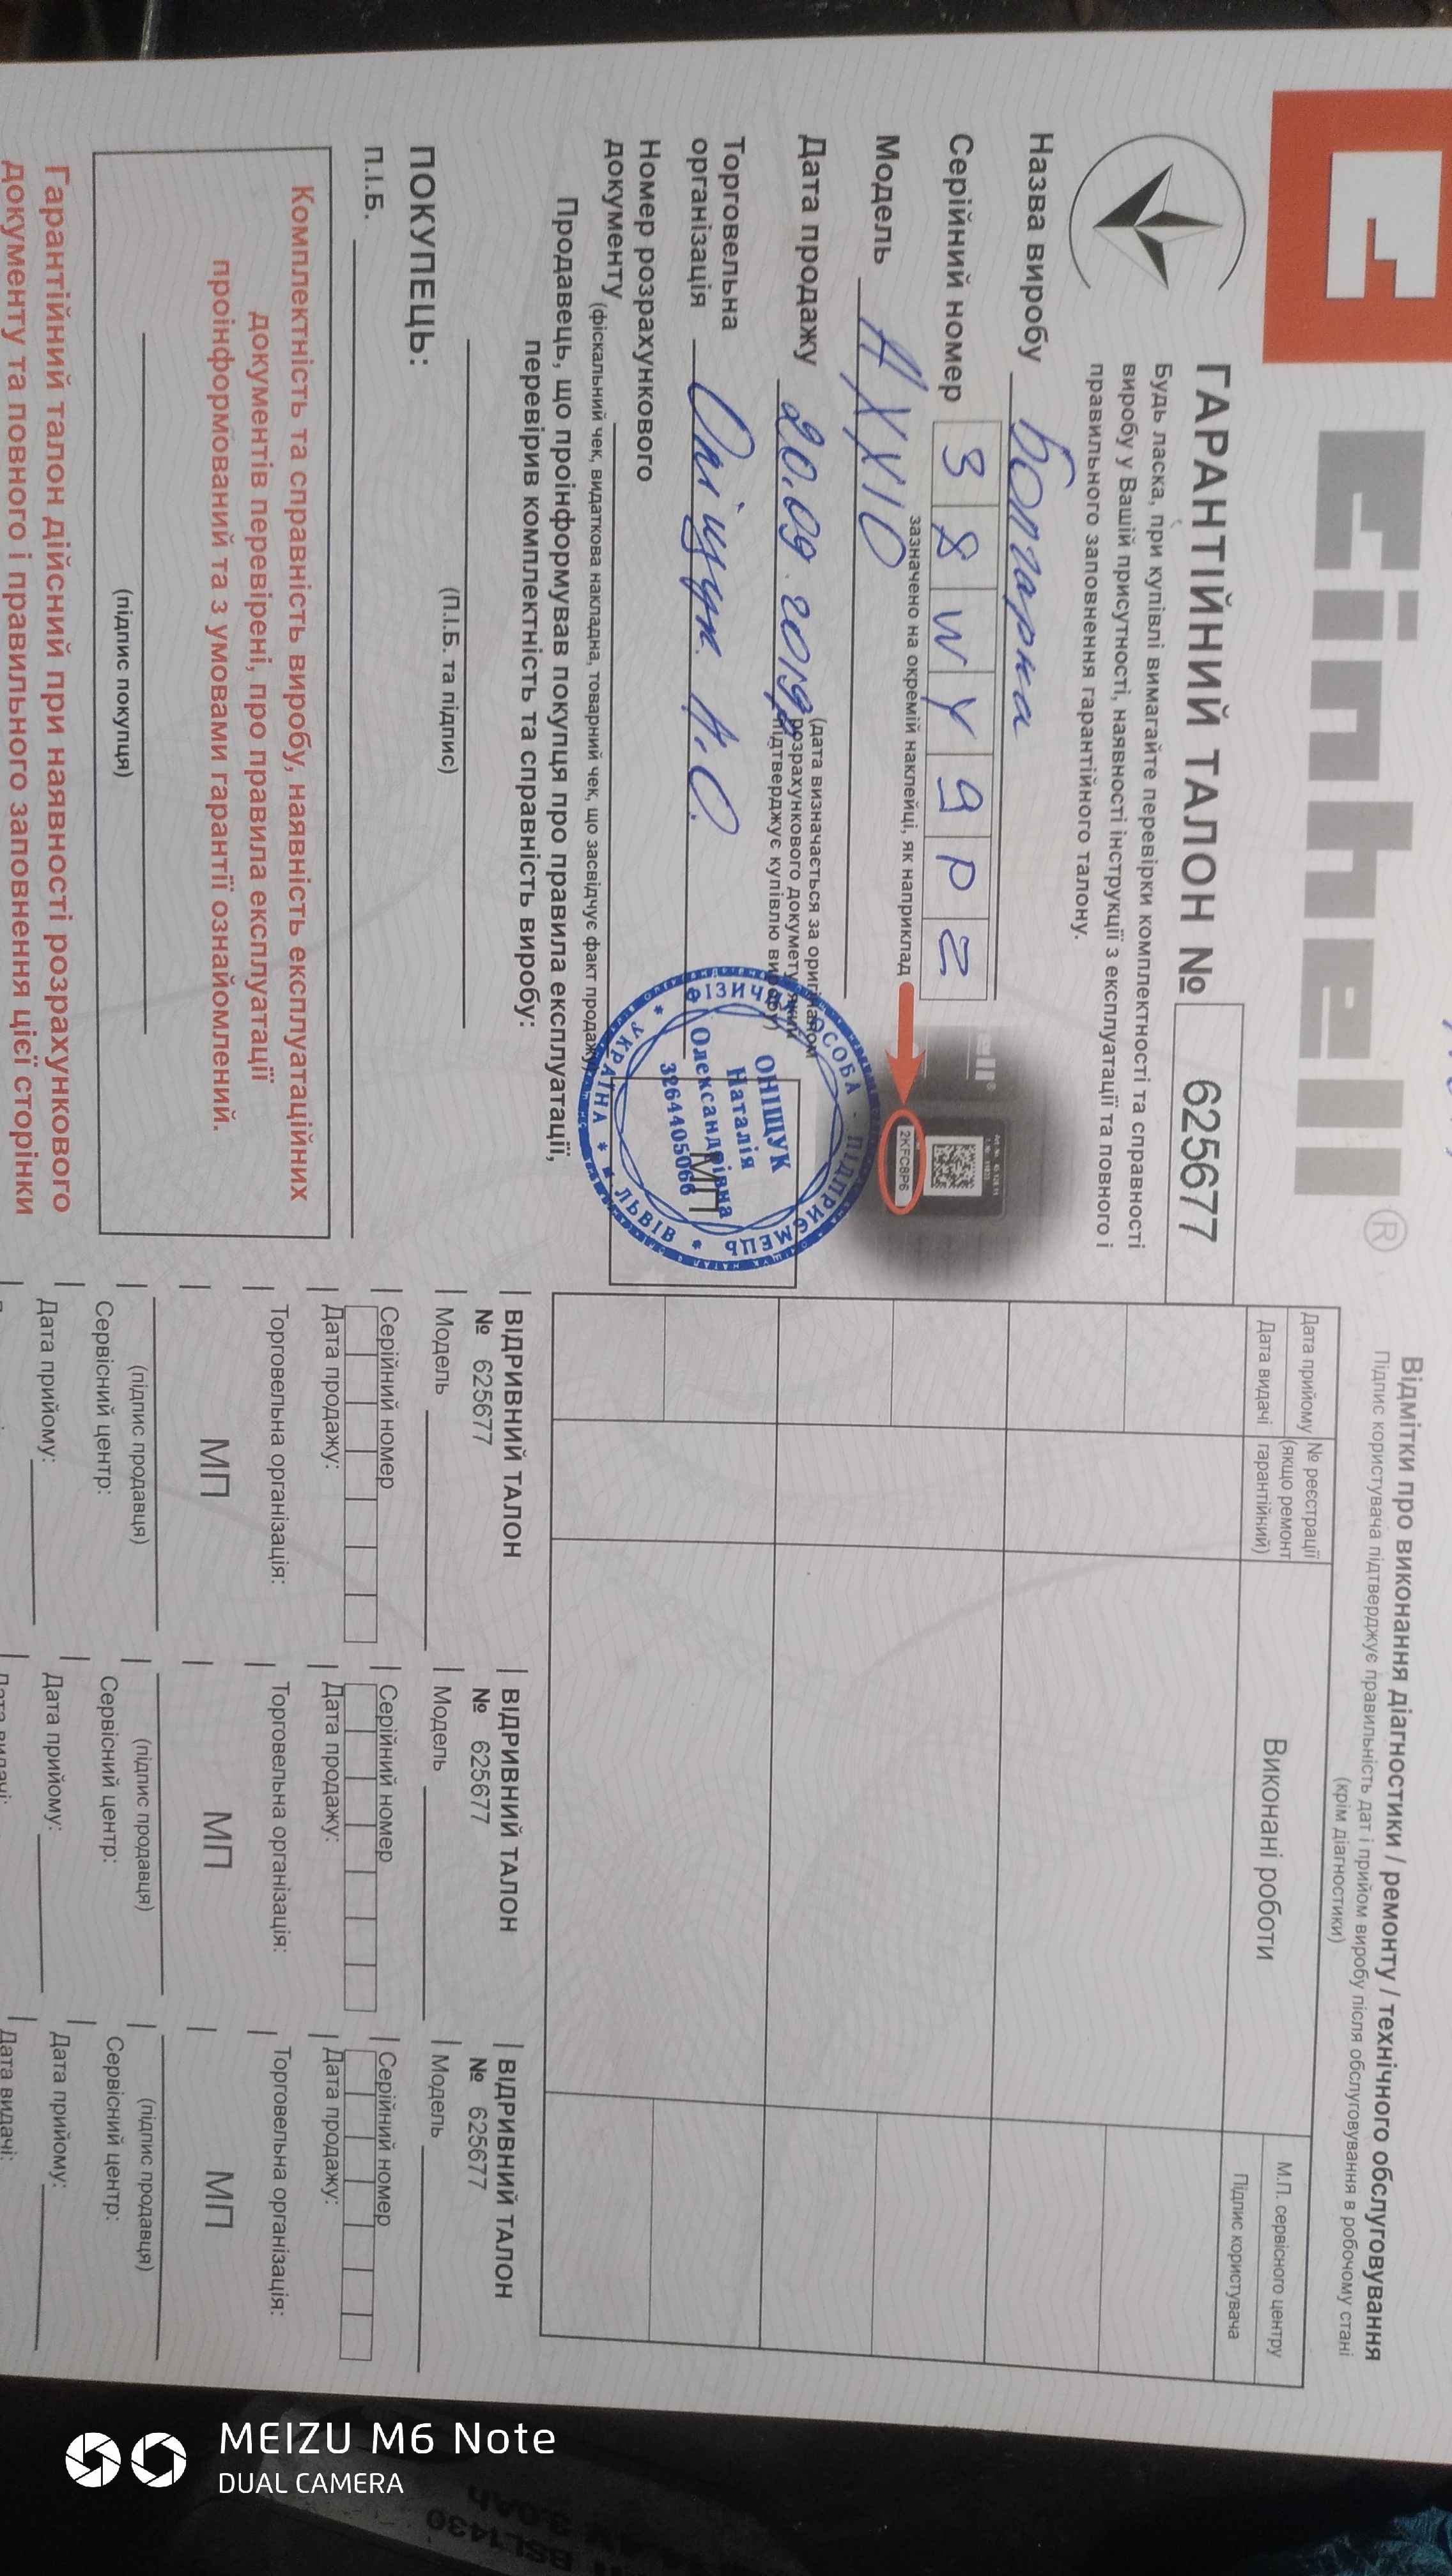 Einhell®
ГАРАНТІЙНИЙ ТАЛОН № 625677
Будь ласка, при купівлі вимагайте перевірки комплектності та справності
виробу у Вашій присутності, наявності інструкції з експлуатації та повного і
правильного заповнення гарантійного талону.
Назва виробу Болгарка
Серійний номер 3 8 W Y 9 P Z
зазначено на окремій наклейці, як наприклад
ell®
2KFC8P6
Модель AXXIO
Дата продажу 20.09.2019р
(дата визначається за оригіналом
розрахункового документу, який
підтверджує купівлю виробу)
Торговельна
організація Оніщук Н.О.
Номер розрахункового
документу
(фіскальний чек, видаткова накладна, товарний чек, що засвідчує факт продажу)
ФІЗИЧНА ОСОБА - ПІДПРИЄМЕЦЬ
ОНІЩУК
Наталія
Олександрівна
3264405066
УКРАЇНА * ЛЬВІВ *
МП
Продавець, що проінформував покупця про правила експлуатації,
перевірив комплектність та справність виробу:
(П.І.Б. та підпис)
ПОКУПЕЦЬ:
П.І.Б.
Комплектність та справність виробу, наявність експлуатаційних
документів перевірені, про правила експлуатації
проінформований та з умовами гарантії ознайомлений.
(підпис покупця)
Гарантійний талон дійсний при наявності розрахункового
документу та повного і правильного заповнення цієї сторінки
Відмітки про виконання діагностики / ремонту / технічного обслуговування
Підпис користувача підтверджує правильність дат і прийом виробу після обслуговування в робочому стані
(крім діагностики)
Дата прийому
Дата видачі
№ реєстрації
(якщо ремонт
гарантійний)
Виконані роботи
М.П. сервісного центру
Підпис користувача
ВІДРИВНИЙ ТАЛОН
№ 625677
Модель
Серійний номер
Дата продажу:
Торговельна організація:
МП
(підпис продавця)
Сервісний центр:
Дата прийому:
ВІДРИВНИЙ ТАЛОН
№ 625677
Модель
Серійний номер
Дата продажу:
Торговельна організація:
МП
(підпис продавця)
Сервісний центр:
Дата прийому:
Дата видачі:
ВІДРИВНИЙ ТАЛОН
№ 625677
Модель
Серійний номер
Дата продажу:
Торговельна організація:
МП
(підпис продавця)
Сервісний центр:
Дата прийому:
Дата видачі:
MEIZU M6 Note
DUAL CAMERA
BSL1430
3.0Ah